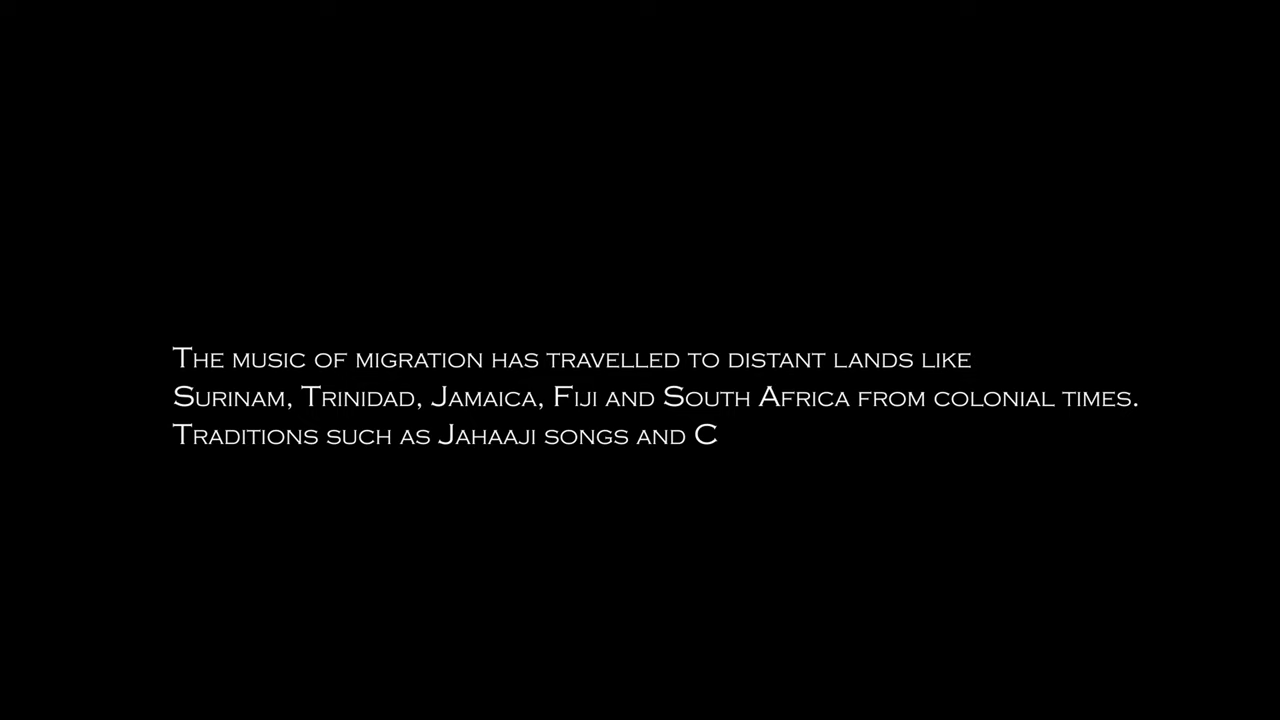 The music of migration has travelled to distant lands like
Surinam, Trinidad, Jamaica, Fiji and South Africa from colonial times.
Traditions such as Jahaaji songs and C